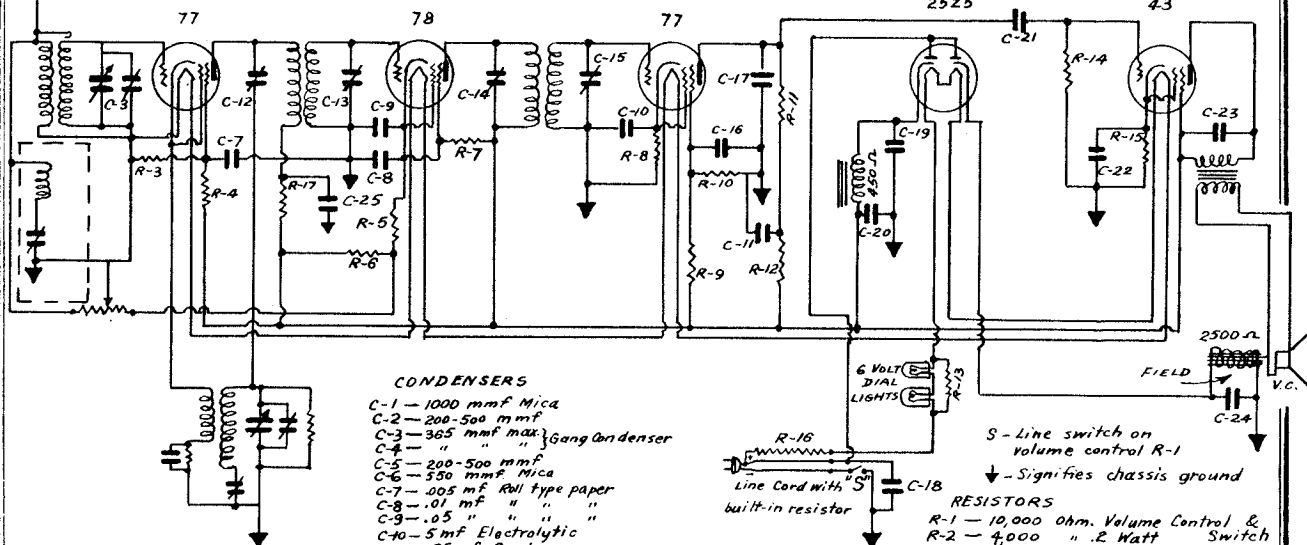 77
78
77
25Z5
43
C-3
C-12
C-13
C-9
C-14
C-15
C-17
R-11
C-21
R-14
R-3
C-7
C-8
R-7
C-10
R-8
C-16
R-10
C-19
450 Ω
C-20
R-15
C-22
C-23
R-4
R-17
C-25
R-5
R-6
C-11
R-12
R-9
6 VOLT
DIAL
LIGHTS
R-13
R-16
Line Cord with
built-in resistor
"S"
C-18
2500 Ω
FIELD
C-24
V.C.
S - Line switch on
volume control R-1
- Signifies chassis ground
CONDENSERS
C-1 — 1000 mmf Mica
C-2 — 200-500 mmf
C-3 — 365 mmf max } Gang Condenser
C-4 — " " "
C-5 — 200-500 mmf
C-6 — 550 mmf Mica
C-7 — .005 mf Roll type paper
C-8 — .01 mf " " "
C-9 — .05 " " " "
C-10 — 5 mf Electrolytic
RESISTORS
R-1 — 10,000 Ohm. Volume Control &
R-2 — 4,000 " .2 Watt Switch